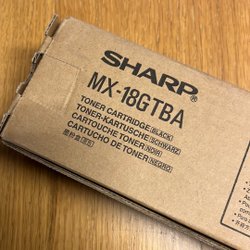 SHARP®
MX-18GTBA
TONER CARTRIDGE(BLACK)
TONER-KARTUSCHE(SCHWARZ)
CARTOUCHE TONER(NOIR)
CARTUCHO DE TONER(NEGRO)